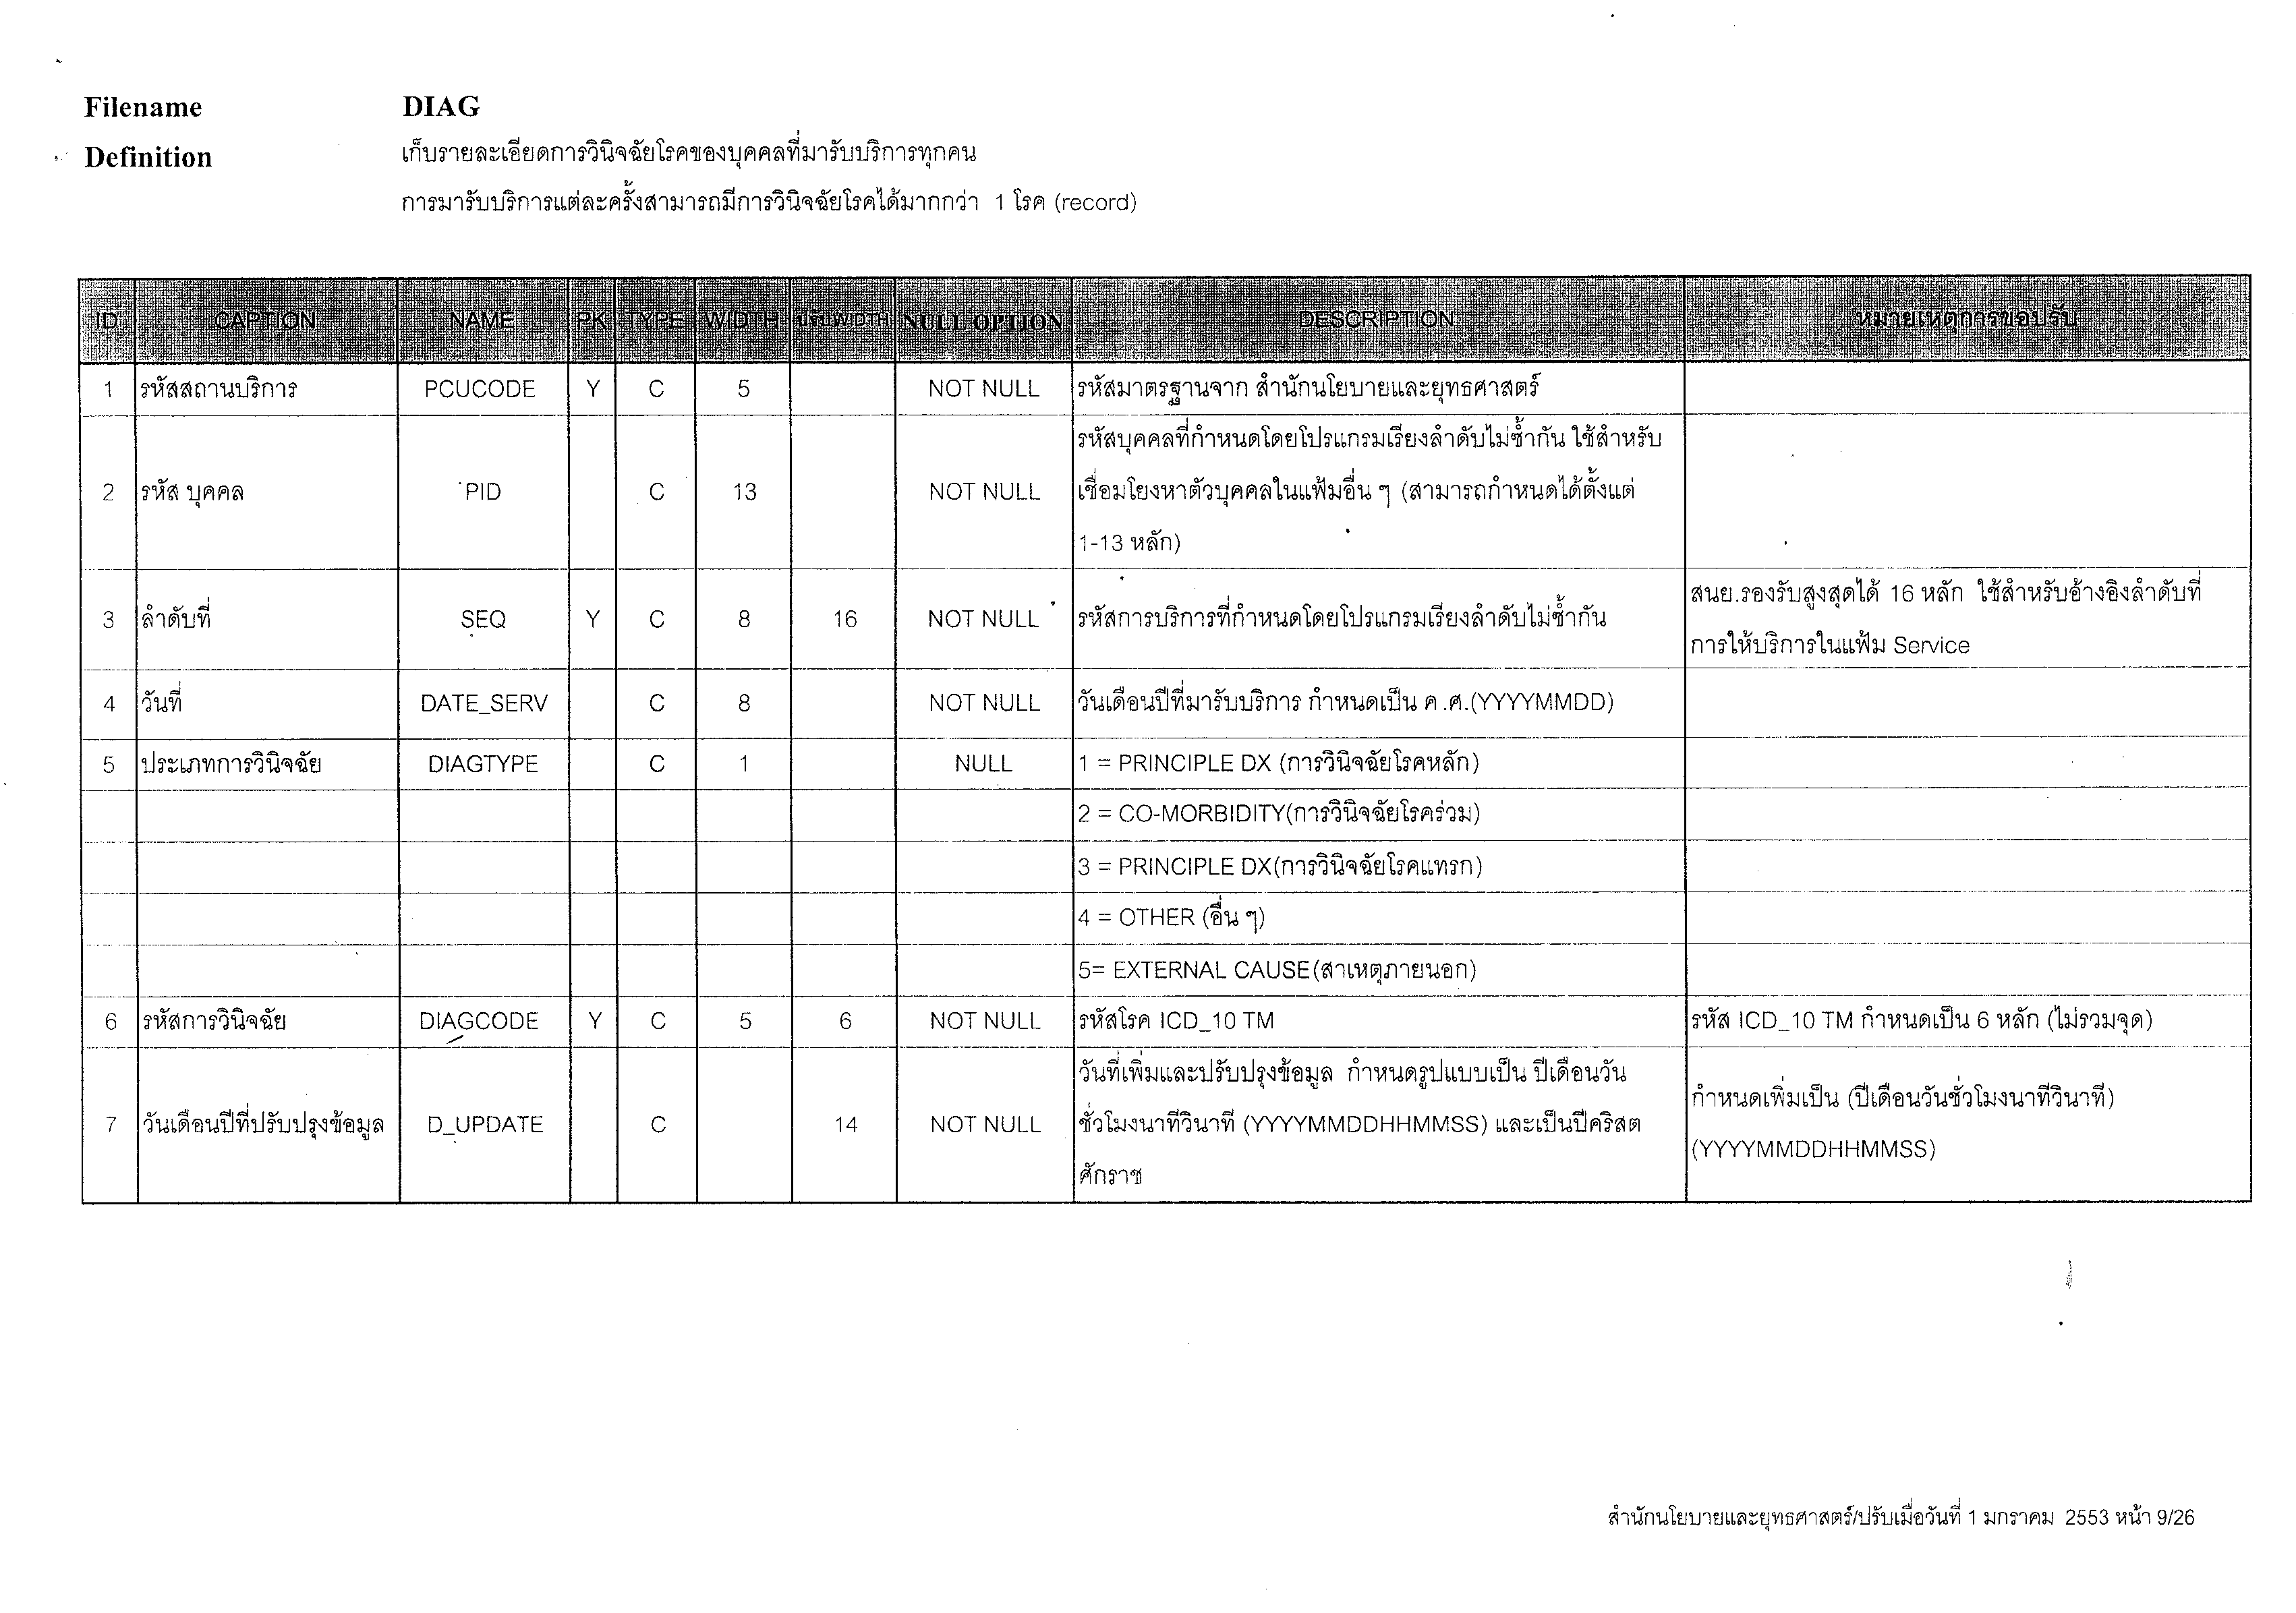 Filename DIAG
Definition เก็บรายละเอียดการวินิจฉัยโรคของบุคคลที่มารับบริการทุกคน
การมารับบริการแต่ละครั้งสามารถมีการวินิจฉัยโรคได้มากกว่า 1 โรค (record)
ID CAPTION NAME PK TYPE WIDTH ปรับWIDTH NULL OPTION DESCRIPTION หมายเหตุการขอปรับ
1 รหัสสถานบริการ PCUCODE Y C 5 NOT NULL รหัสมาตรฐานจาก สำนักนโยบายและยุทธศาสตร์
รหัสบุคคลที่กำหนดโดยโปรแกรมเรียงลำดับไม่ซ้ำกัน ใช้สำหรับ
2 รหัส บุคคล PID C 13 NOT NULL เชื่อมโยงหาตัวบุคคลในแฟ้มอื่น ๆ (สามารถกำหนดได้ตั้งแต่
1-13 หลัก)
สนย.รองรับสูงสุดได้ 16 หลัก ใช้สำหรับอ้างอิงลำดับที่
3 ลำดับที่ SEQ Y C 8 16 NOT NULL รหัสการบริการที่กำหนดโดยโปรแกรมเรียงลำดับไม่ซ้ำกัน
การให้บริการในแฟ้ม Service
4 วันที่ DATE_SERV C 8 NOT NULL วันเดือนปีที่มารับบริการ กำหนดเป็น ค.ศ.(YYYYMMDD)
5 ประเภทการวินิจฉัย DIAGTYPE C 1 NULL 1 = PRINCIPLE DX (การวินิจฉัยโรคหลัก)
2 = CO-MORBIDITY(การวินิจฉัยโรคร่วม)
3 = PRINCIPLE DX(การวินิจฉัยโรคแทรก)
4 = OTHER (อื่น ๆ)
5= EXTERNAL CAUSE(สาเหตุภายนอก)
6 รหัสการวินิจฉัย DIAGCODE Y C 5 6 NOT NULL รหัสโรค ICD_10 TM รหัส ICD_10 TM กำหนดเป็น 6 หลัก (ไม่รวมจุด)
วันที่เพิ่มและปรับปรุงข้อมูล กำหนดรูปแบบเป็น ปีเดือนวัน
กำหนดเพิ่มเป็น (ปีเดือนวันชั่วโมงนาทีวินาที)
7 วันเดือนปีที่ปรับปรุงข้อมูล D_UPDATE C 14 NOT NULL ชั่วโมงนาทีวินาที (YYYYMMDDHHMMSS) และเป็นปีคริสต
(YYYYMMDDHHMMSS)
ศักราช
สำนักนโยบายและยุทธศาสตร์/ปรับเมื่อวันที่ 1 มกราคม 2553 หน้า 9/26